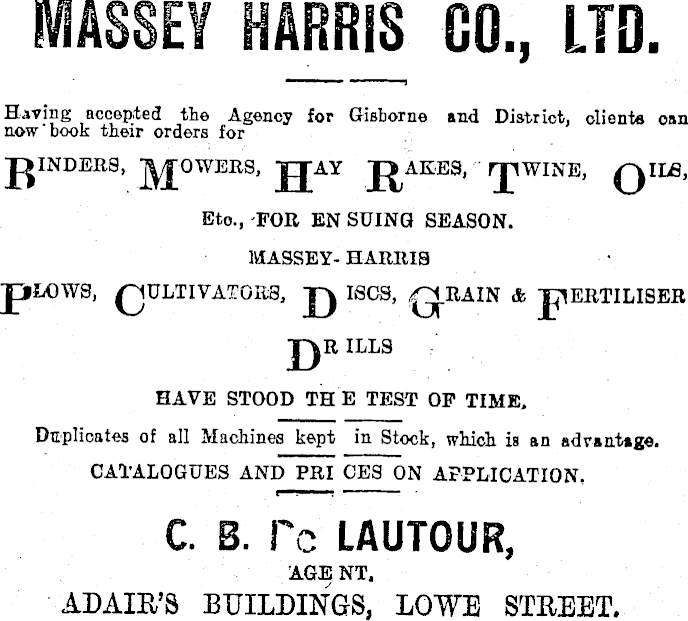 MASSEY HARRIS CO., LTD.
Having accepted the Agency for Gisborne and District, clients can
now book their orders for
BINDERS, MOWERS, HAY RAKES, TWINE, OILS,
Etc., FOR ENSUING SEASON.
MASSEY-HARRIS
PLOWS, CULTIVATORS, DISCS, GRAIN & FERTILISER
DRILLS
HAVE STOOD THE TEST OF TIME.
Duplicates of all Machines kept in Stock, which is an advantage.
CATALOGUES AND PRICES ON APPLICATION.
C. B. De LAUTOUR,
AGENT,
ADAIR'S BUILDINGS, LOWE STREET.